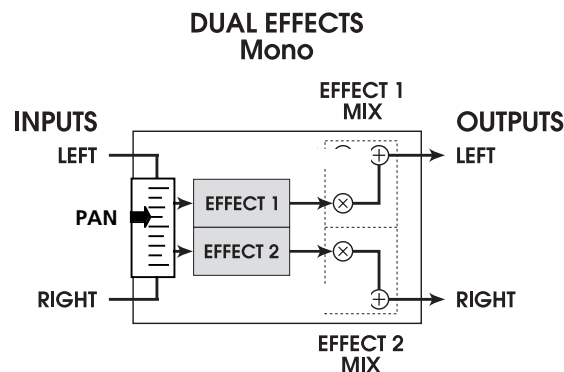 DUAL EFFECTS
Mono
EFFECT 1
MIX
INPUTS
OUTPUTS
LEFT
LEFT
PAN
EFFECT 1
EFFECT 2
RIGHT
RIGHT
EFFECT 2
MIX